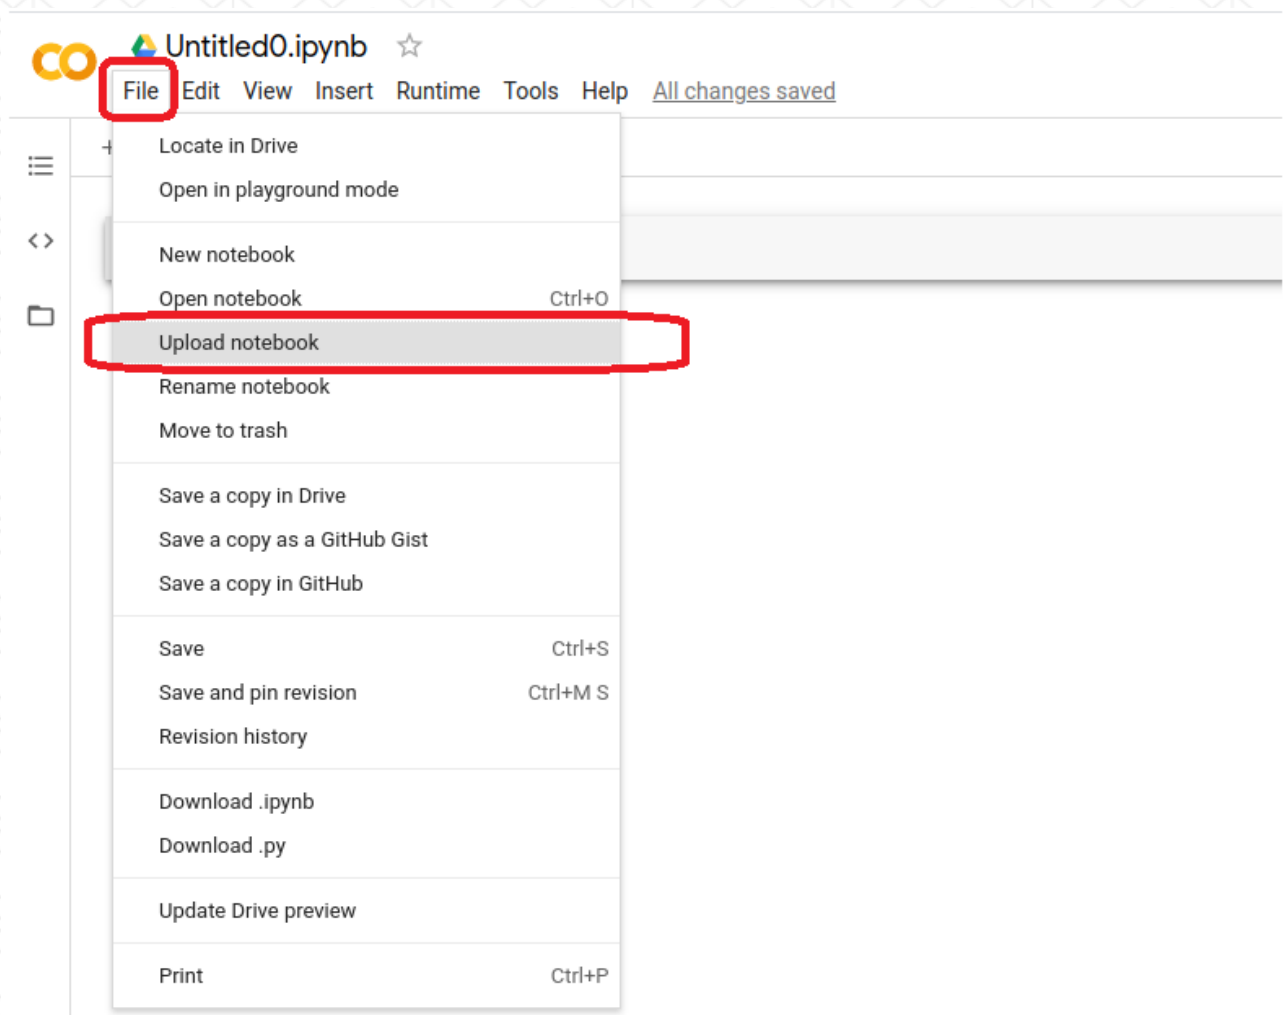 Untitled0.ipynb
File Edit View Insert Runtime Tools Help All changes saved
+
Locate in Drive
Open in playground mode
New notebook
Open notebook Ctrl+O
Upload notebook
Rename notebook
Move to trash
Save a copy in Drive
Save a copy as a GitHub Gist
Save a copy in GitHub
Save Ctrl+S
Save and pin revision Ctrl+M S
Revision history
Download .ipynb
Download .py
Update Drive preview
Print Ctrl+P